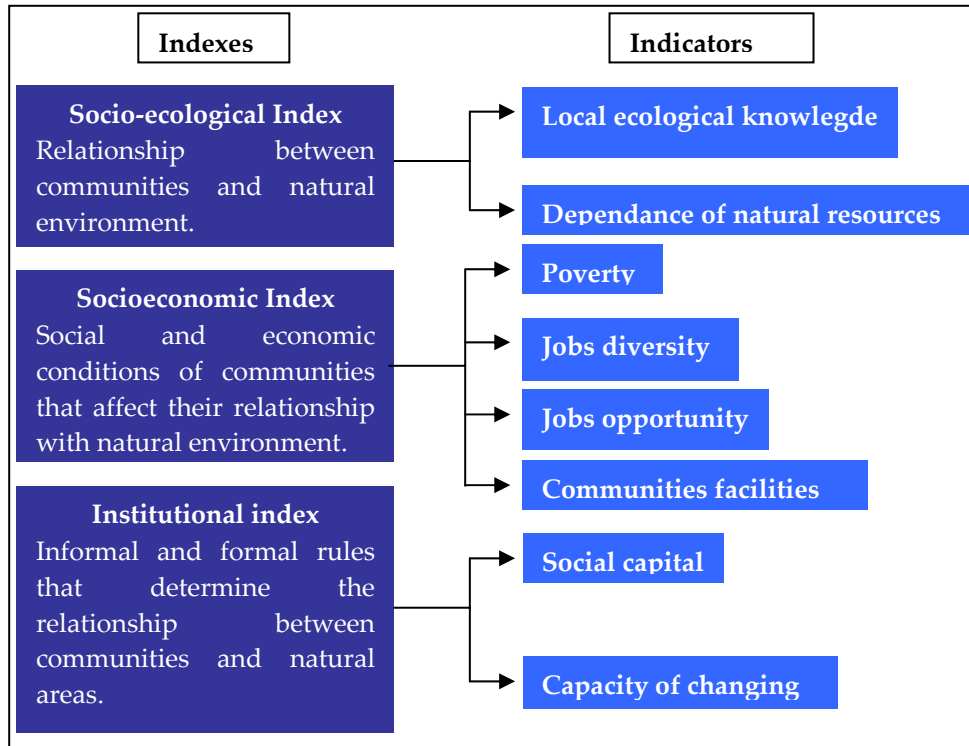 Indexes
Indicators
Socio-ecological Index
Relationship between
communities and natural
environment.
Local ecological knowlegde
Dependance of natural resources
Socioeconomic Index
Social and economic
conditions of communities
that affect their relationship
with natural environment.
Poverty
Jobs diversity
Jobs opportunity
Communities facilities
Institutional index
Informal and formal rules
that determine the
relationship between
communities and natural
areas.
Social capital
Capacity of changing